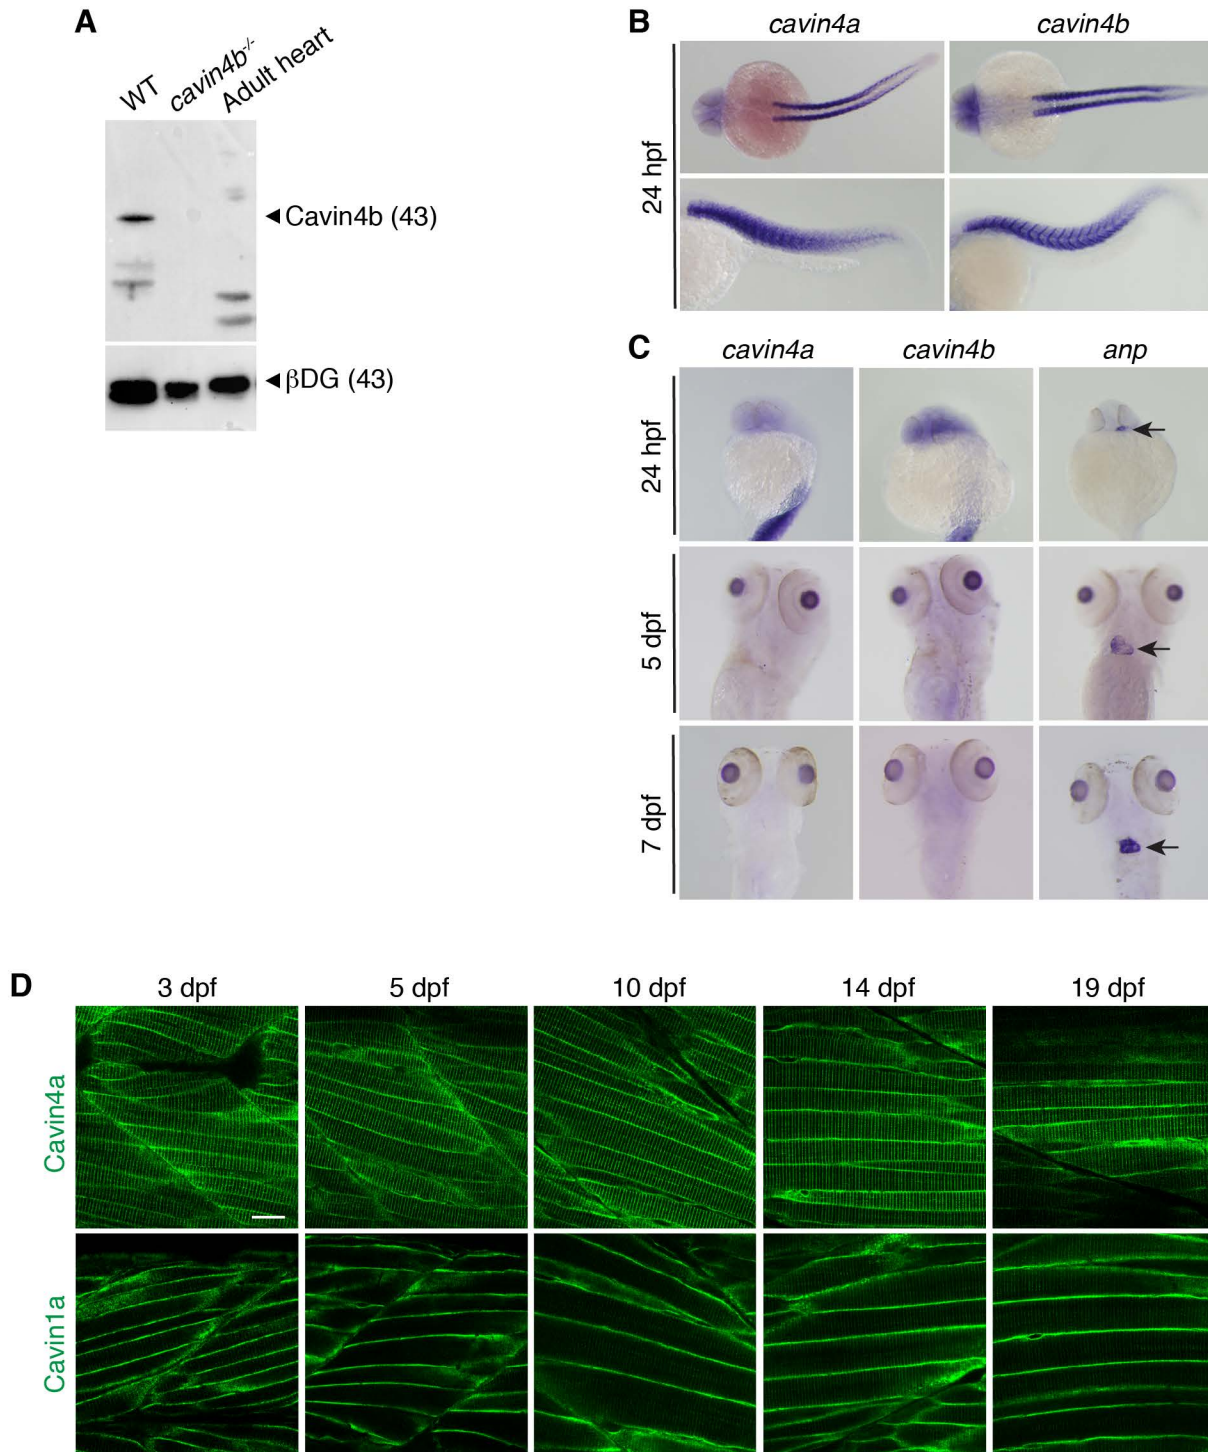 A
WT
cavin4b-/-
Adult heart
Cavin4b (43)
βDG (43)
B
cavin4a
cavin4b
24 hpf
C
cavin4a
cavin4b
anp
24 hpf
5 dpf
7 dpf
D
3 dpf
5 dpf
10 dpf
14 dpf
19 dpf
Cavin4a
Cavin1a